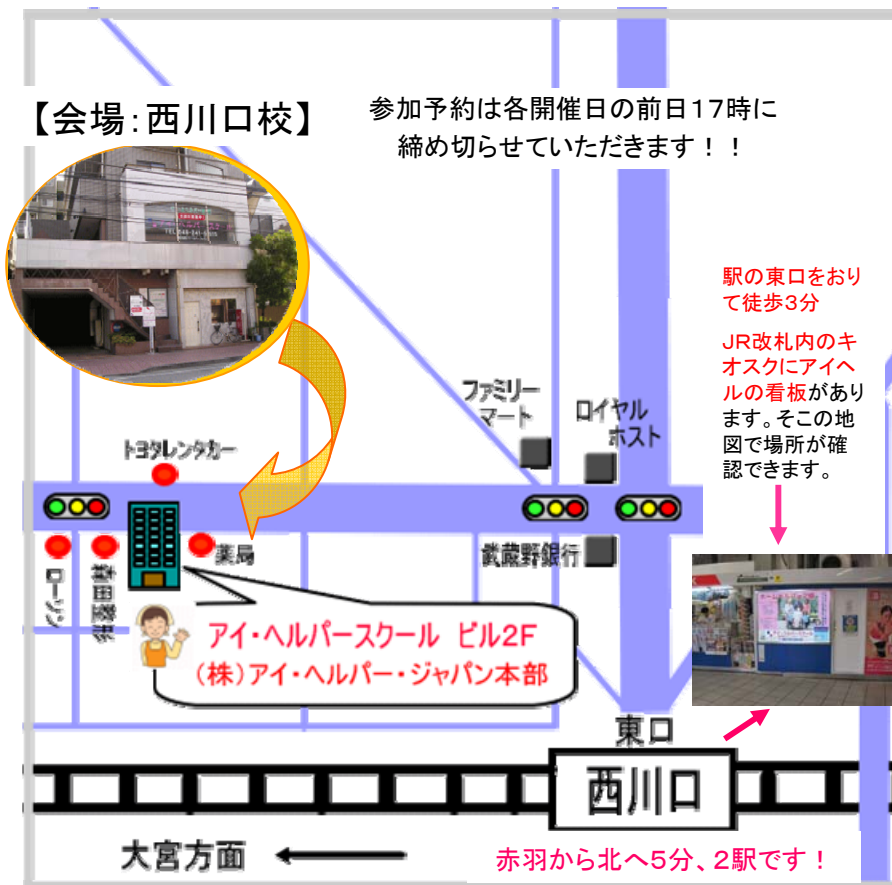 【会場:西川口校】
参加予約は各開催日の前日17時に
締め切らせていただきます!!
駅の東口をおり
て徒歩3分
JR改札内のキ
オスクにアイヘ
ルの看板があり
ます。そこの地
図で場所が確
認できます。
ファミリー
マート
ロイヤル
ホスト
トヨタレンタカー
ローソン
森田整形
薬局
武蔵野銀行
アイ・ヘルパースクール ビル2F
(株)アイ・ヘルパー・ジャパン本部
東口
西川口
大宮方面
赤羽から北へ5分、2駅です!